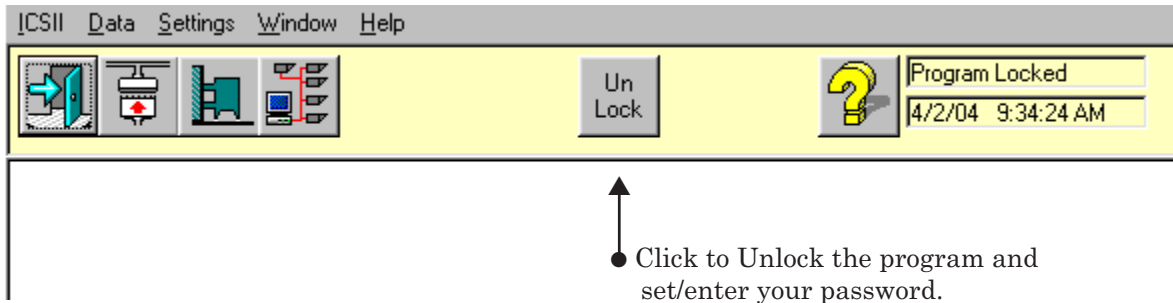 ICSII Data Settings Window Help
Un
Lock
Program Locked
4/2/04 9:34:24 AM
Click to Unlock the program and
set/enter your password.